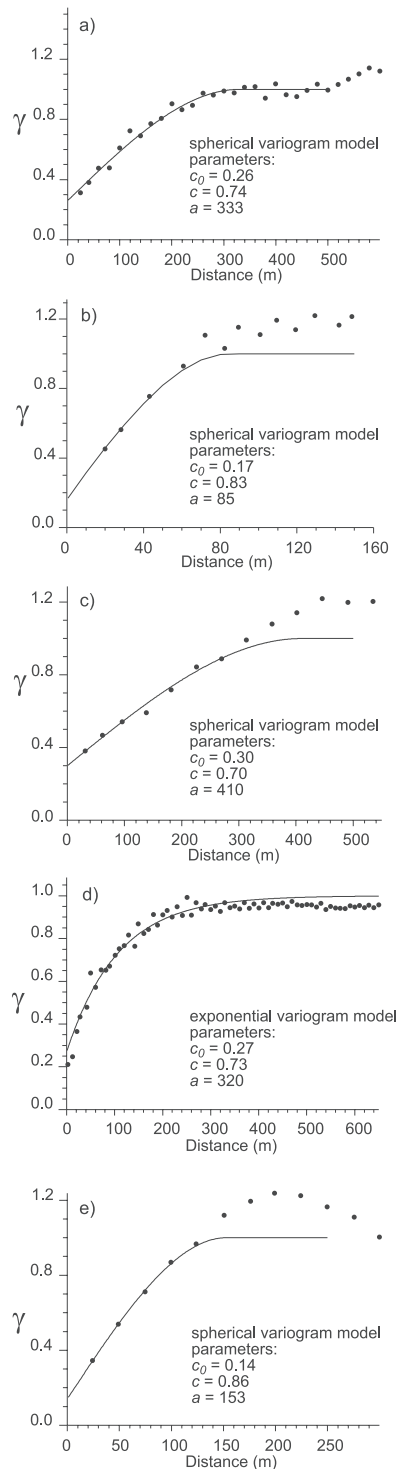 a)
1.2
0.8
0.4
0.0
γ
spherical variogram model
parameters:
c0 = 0.26
c = 0.74
a = 333
0 100 200 300 400 500
Distance (m)
b)
1.2
0.8
0.4
0.0
γ
spherical variogram model
parameters:
c0 = 0.17
c = 0.83
a = 85
0 40 80 120 160
Distance (m)
c)
1.2
0.8
0.4
0.0
γ
spherical variogram model
parameters:
c0 = 0.30
c = 0.70
a = 410
0 100 200 300 400 500
Distance (m)
d)
1.0
0.8
0.6
0.4
0.2
0.0
γ
exponential variogram model
parameters:
c0 = 0.27
c = 0.73
a = 320
0 100 200 300 400 500 600
Distance (m)
e)
1.2
0.8
0.4
0.0
γ
spherical variogram model
parameters:
c0 = 0.14
c = 0.86
a = 153
0 50 100 150 200 250
Distance (m)